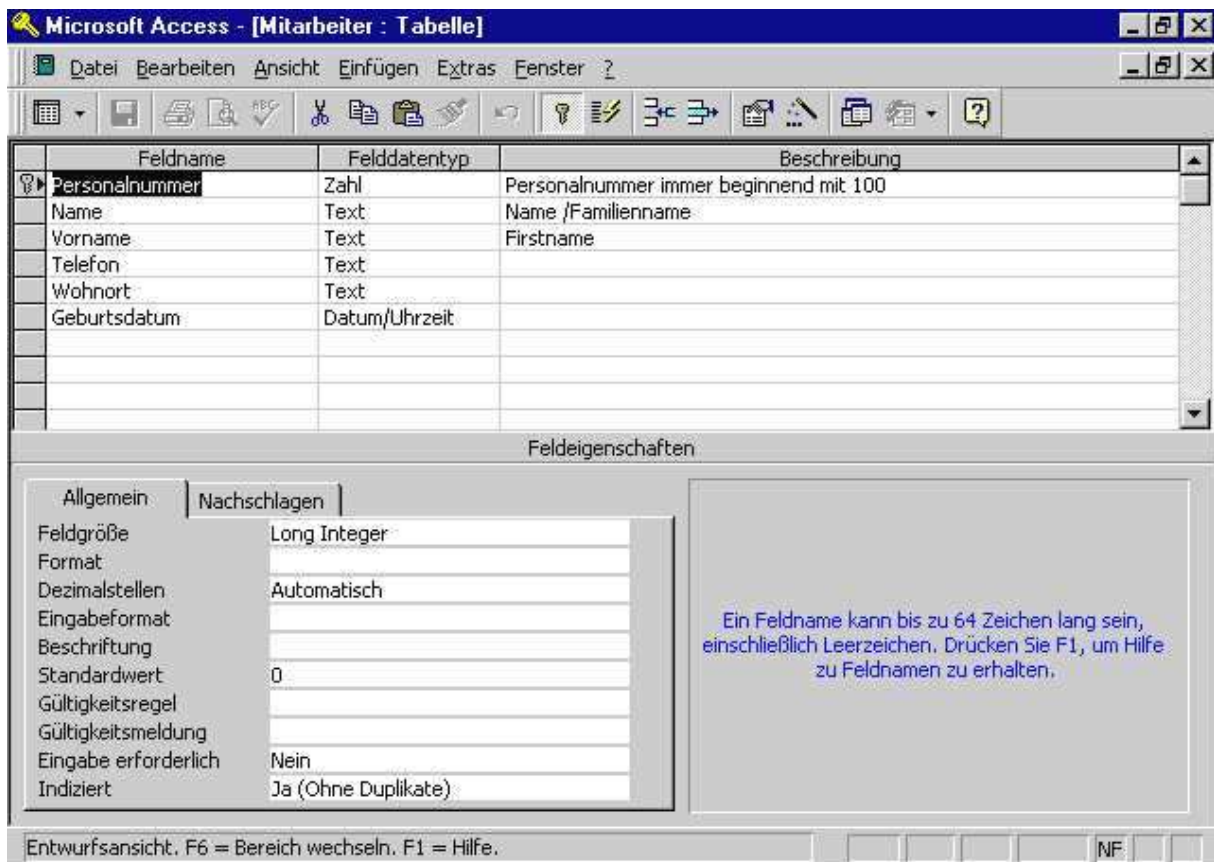 Microsoft Access - [Mitarbeiter : Tabelle]
Datei Bearbeiten Ansicht Einfügen Extras Fenster ?
Feldname Felddatentyp Beschreibung
Personalnummer Zahl Personalnummer immer beginnend mit 100
Name Text Name /Familienname
Vorname Text Firstname
Telefon Text
Wohnort Text
Geburtsdatum Datum/Uhrzeit
Feldeigenschaften
Allgemein Nachschlagen
Feldgröße Long Integer
Format
Dezimalstellen Automatisch
Eingabeformat
Beschriftung
Standardwert 0
Gültigkeitsregel
Gültigkeitsmeldung
Eingabe erforderlich Nein
Indiziert Ja (Ohne Duplikate)
Ein Feldname kann bis zu 64 Zeichen lang sein,
einschließlich Leerzeichen. Drücken Sie F1, um Hilfe
zu Feldnamen zu erhalten.
Entwurfsansicht. F6 = Bereich wechseln. F1 = Hilfe.
NF